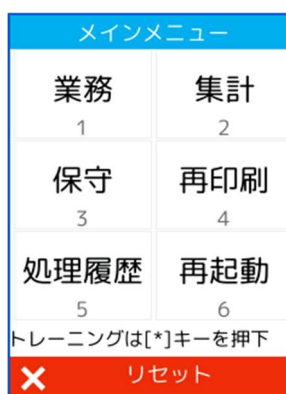 メインメニュー
業務 集計
1 2
保守 再印刷
3 4
処理履歴 再起動
5 6
トレーニングは[*]キーを押下
× リセット